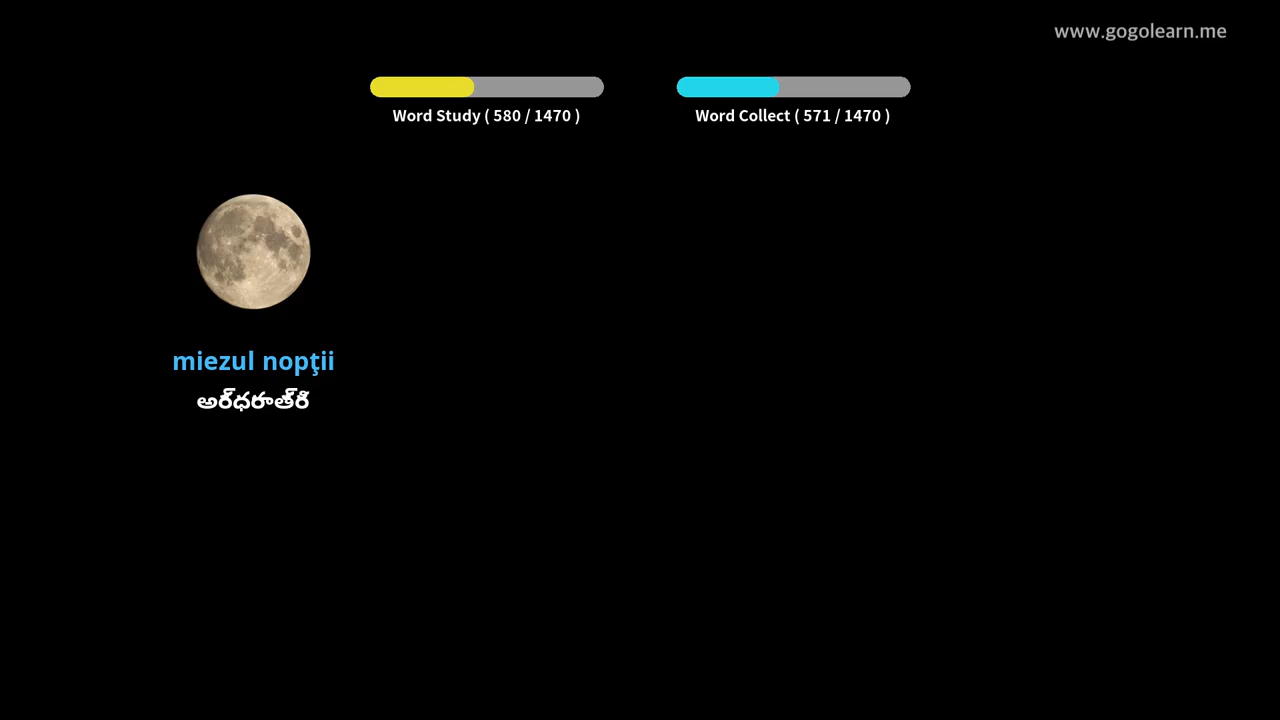 www.gogolearn.me
Word Study ( 580 / 1470 )
Word Collect ( 571 / 1470 )
miezul nopţii
అర్ధరాత్రి